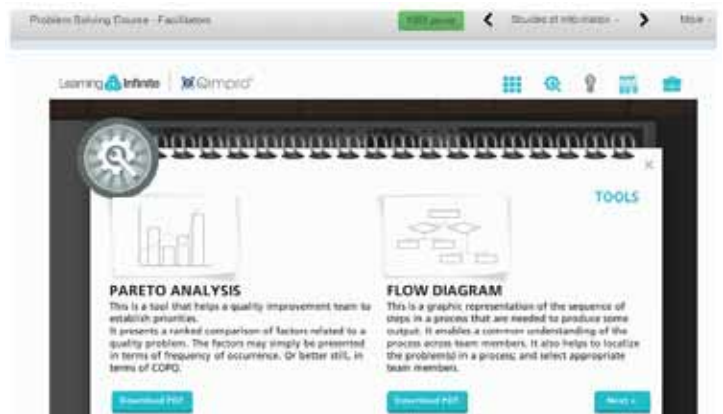 Problem Solving Course - Facilitators
More
Learning Infinite
Qimpro
TOOLS
PARETO ANALYSIS
This is a tool that helps a quality improvement team to
establish priorities.
It presents a ranked comparison of factors related to a
quality problem. The factors may simply be presented
in terms of frequency of occurrence. Or better still, in
terms of COPQ.
Download PDF
FLOW DIAGRAM
This is a graphic representation of the sequence of
steps in a process that are needed to produce some
output. It enables a common understanding of the
process across team members. It also helps to localize
the problem(s) in a process; and select appropriate
team members.
Download PDF
Next »